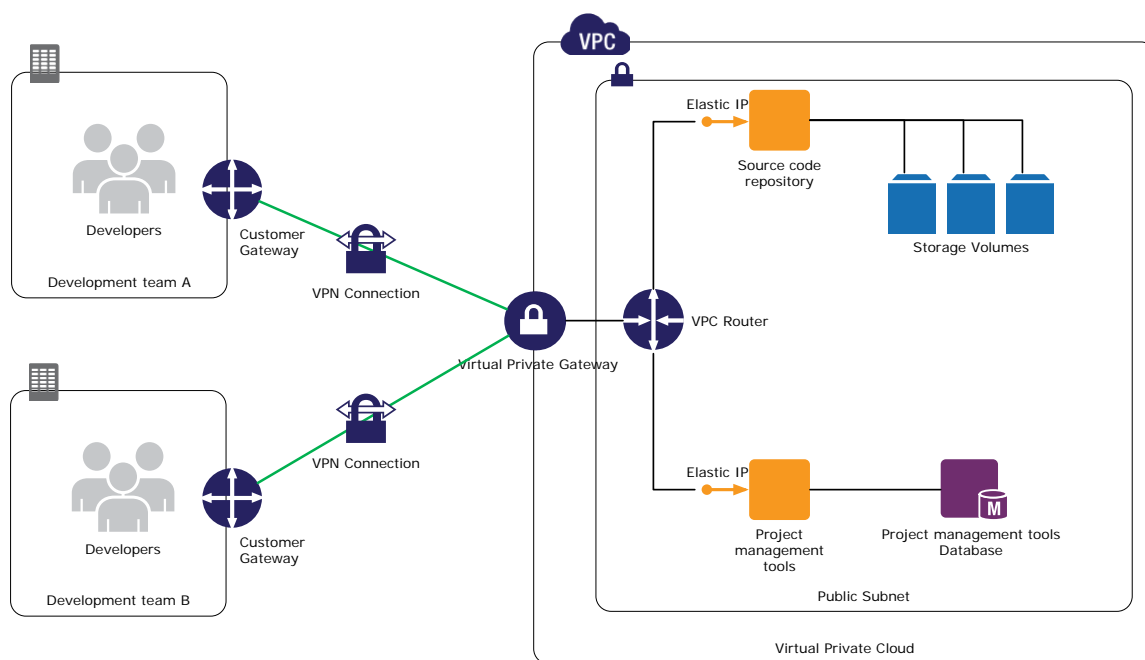 VPC
Elastic IP
Source code
repository
Storage Volumes
Developers
Customer
Gateway
Development team A
VPN Connection
VPC Router
Virtual Private Gateway
VPN Connection
Elastic IP
M
Project
management
tools
Project management tools
Database
Developers
Customer
Gateway
Development team B
Public Subnet
Virtual Private Cloud